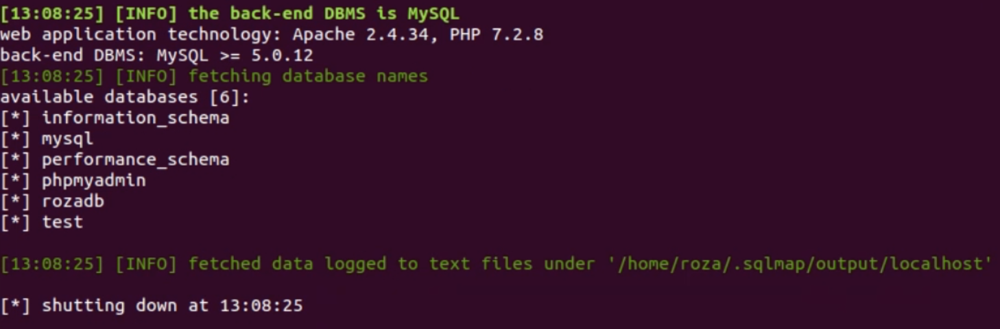 [13:08:25] [INFO] the back-end DBMS is MySQL
web application technology: Apache 2.4.34, PHP 7.2.8
back-end DBMS: MySQL >= 5.0.12
[13:08:25] [INFO] fetching database names
available databases [6]:
[*] information_schema
[*] mysql
[*] performance_schema
[*] phpmyadmin
[*] rozadb
[*] test
[13:08:25] [INFO] fetched data logged to text files under '/home/roza/.sqlmap/output/localhost'
[*] shutting down at 13:08:25